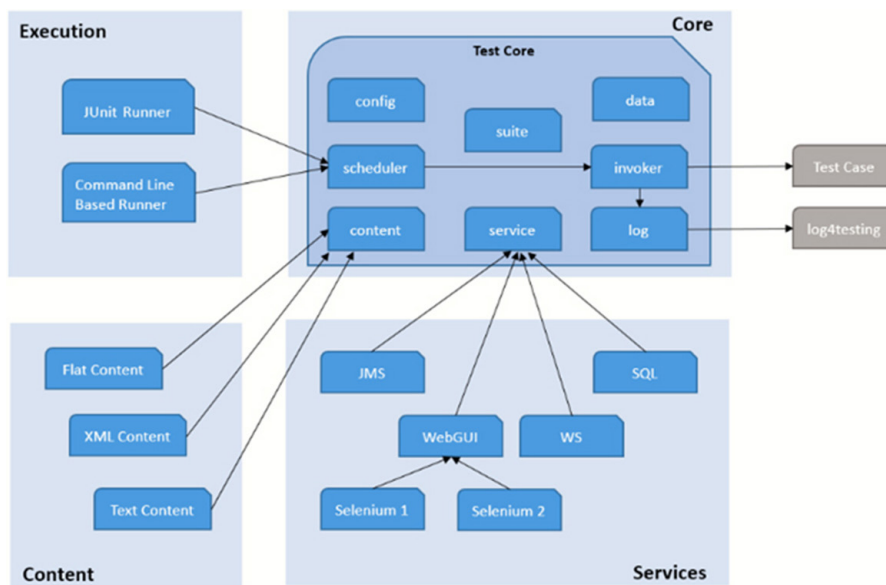 Execution
JUnit Runner
Command Line
Based Runner
Core
Test Core
config
data
suite
scheduler
invoker
content
service
log
Test Case
log4testing
Flat Content
XML Content
Text Content
Content
JMS
SQL
WebGUI
WS
Selenium 1
Selenium 2
Services